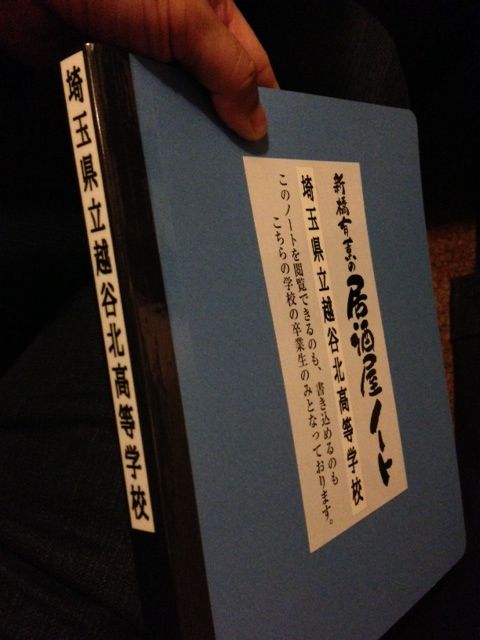 埼玉県立越谷北高等学校
新橋有薫の
居酒屋ノート
埼玉県立越谷北高等学校
このノートを閲覧できるのも、書き込めるのも
こちらの学校の卒業生のみとなっております。